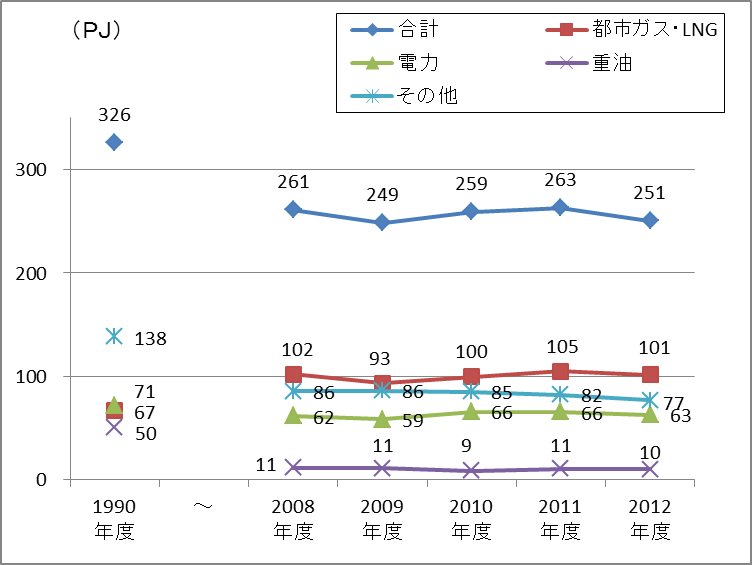 （PJ）
合計 都市ガス・LNG
電力 重油
その他
326
300
261 249 259 263 251
200
138
102 93 100 105 101
100
86 86 85 82 77
71
67
62 59 66 66 63
50
11 11 9 11 10
0
1990 ～ 2008 2009 2010 2011 2012
年度 年度 年度 年度 年度 年度